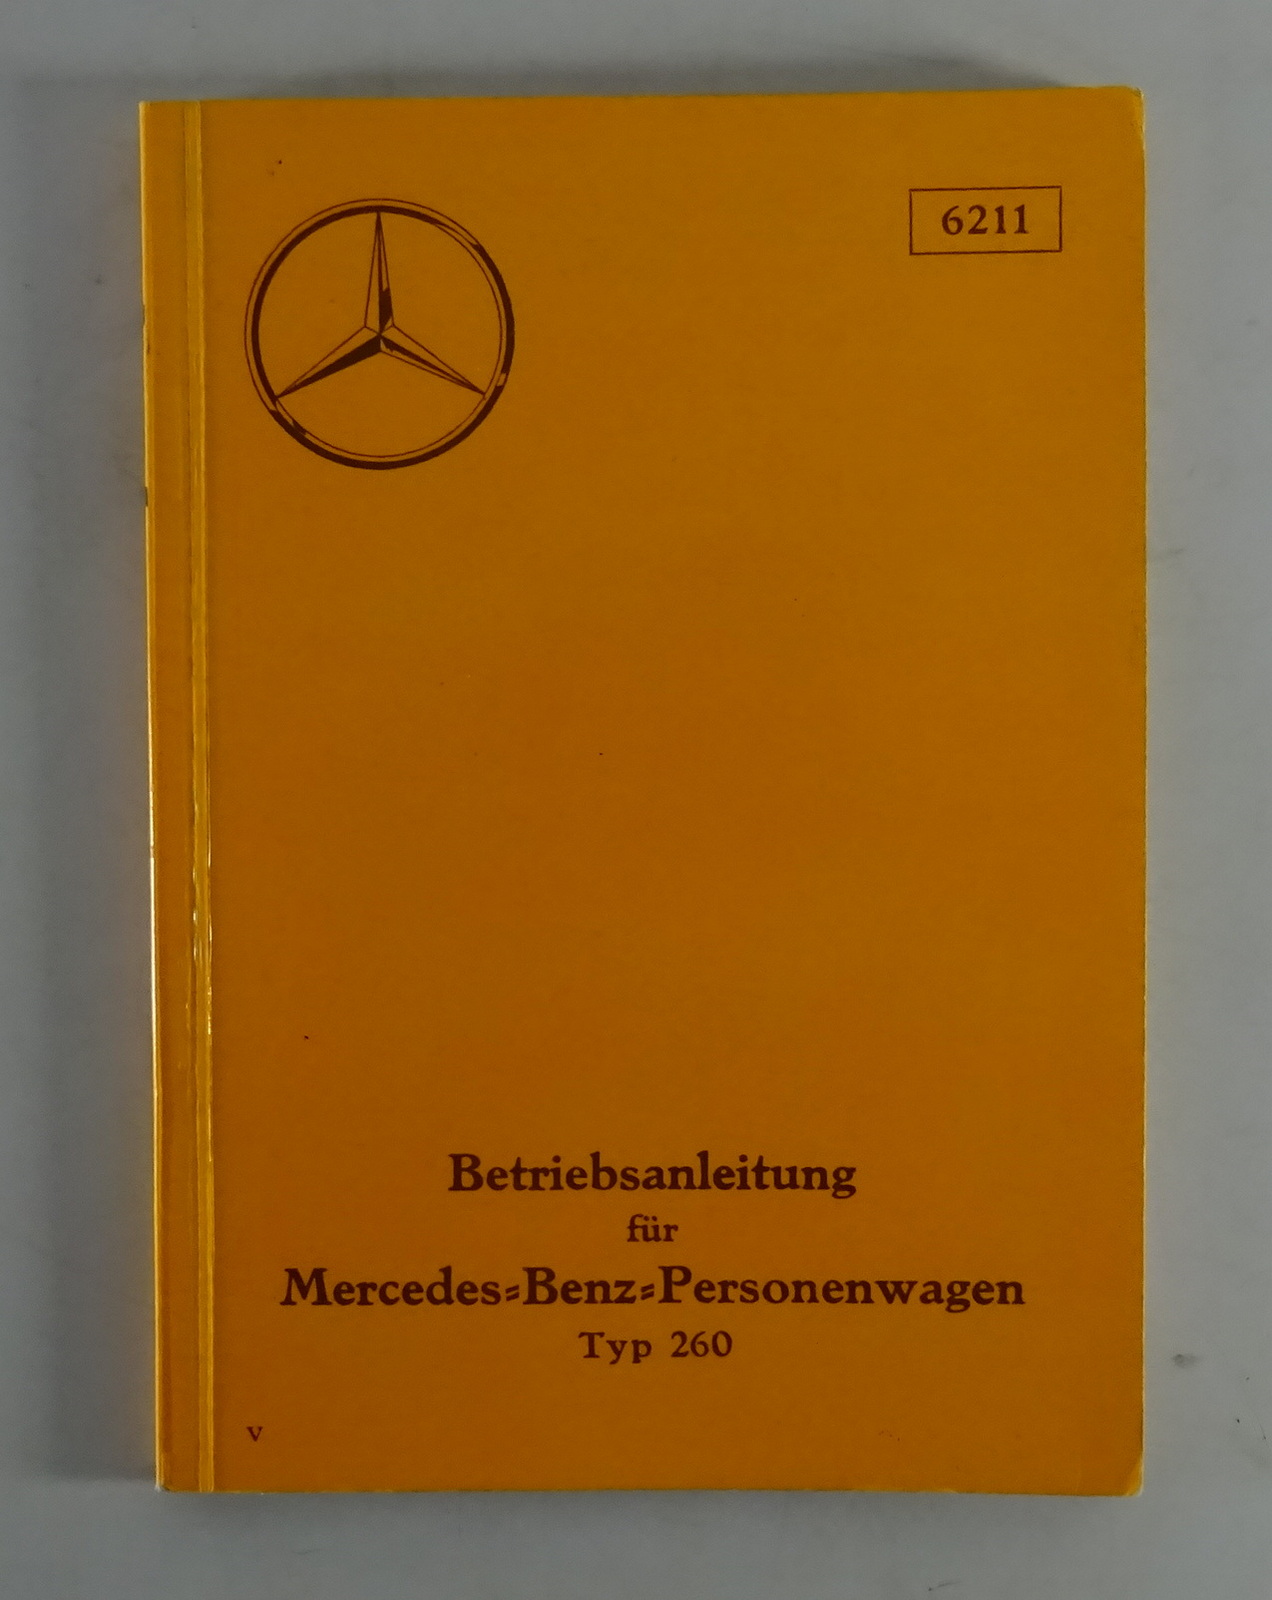 6211
Betriebsanleitung
für
Mercedes=Benz=Personenwagen
Typ 260
V